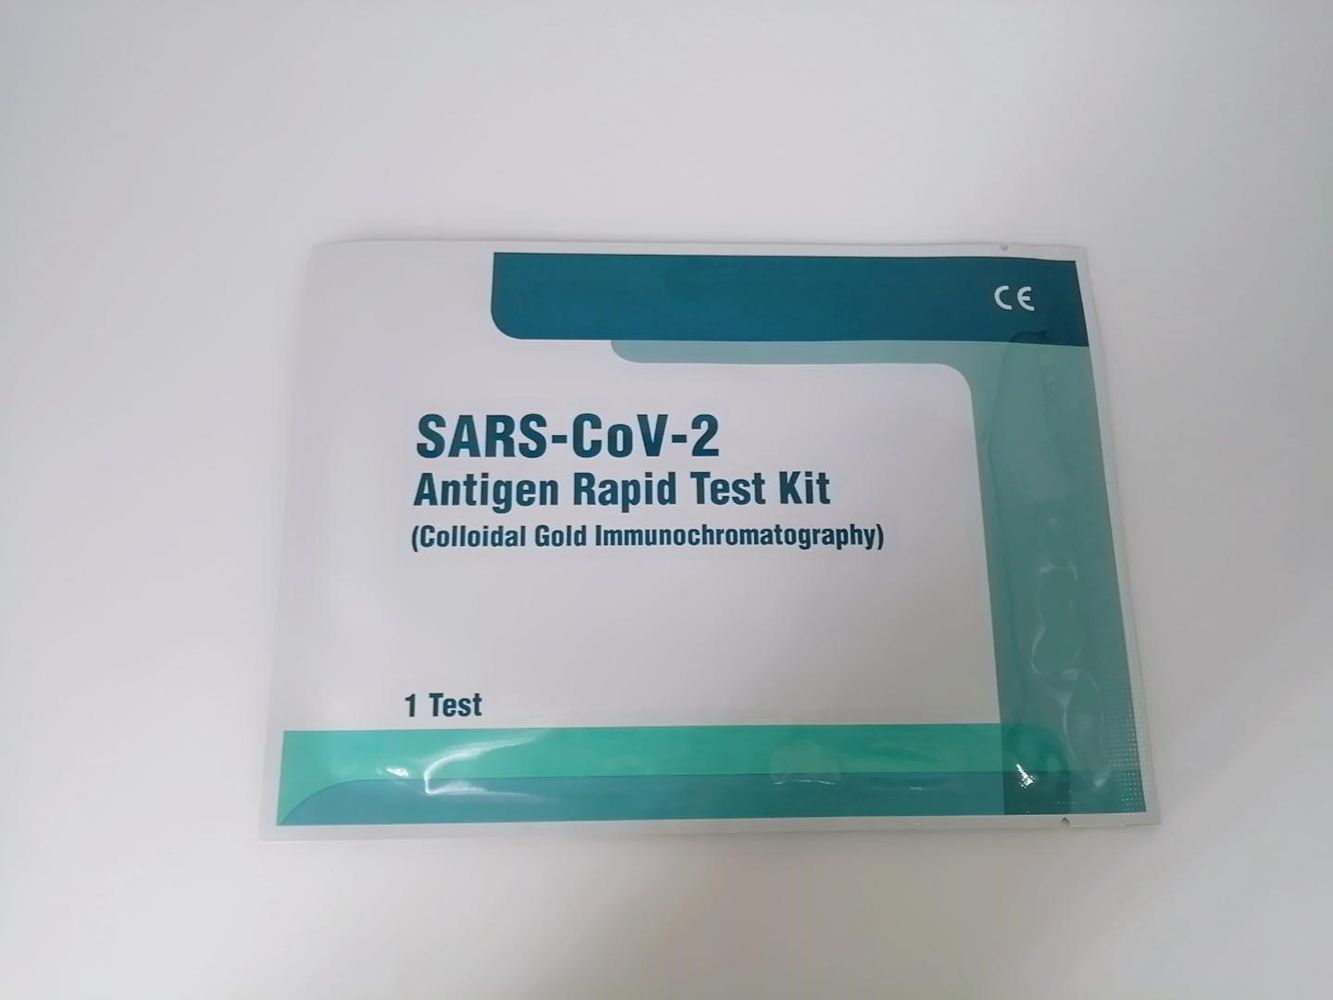 CE
SARS-CoV-2
Antigen Rapid Test Kit
(Colloidal Gold Immunochromatography)
1 Test